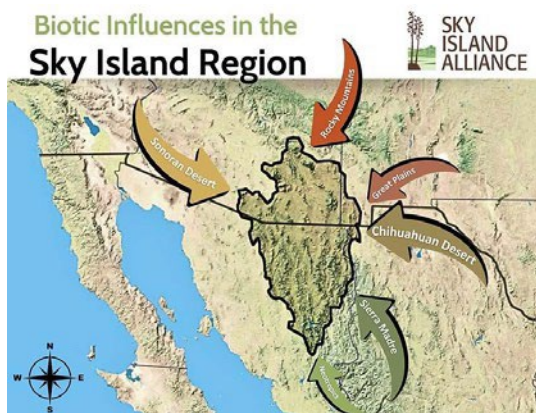 Biotic Influences in the
Sky Island Region
SKY
ISLAND
ALLIANCE
Rocky Mountains
Sonoran Desert
Great Plains
Chihuahuan Desert
Sierra Madre
N
W
E
S